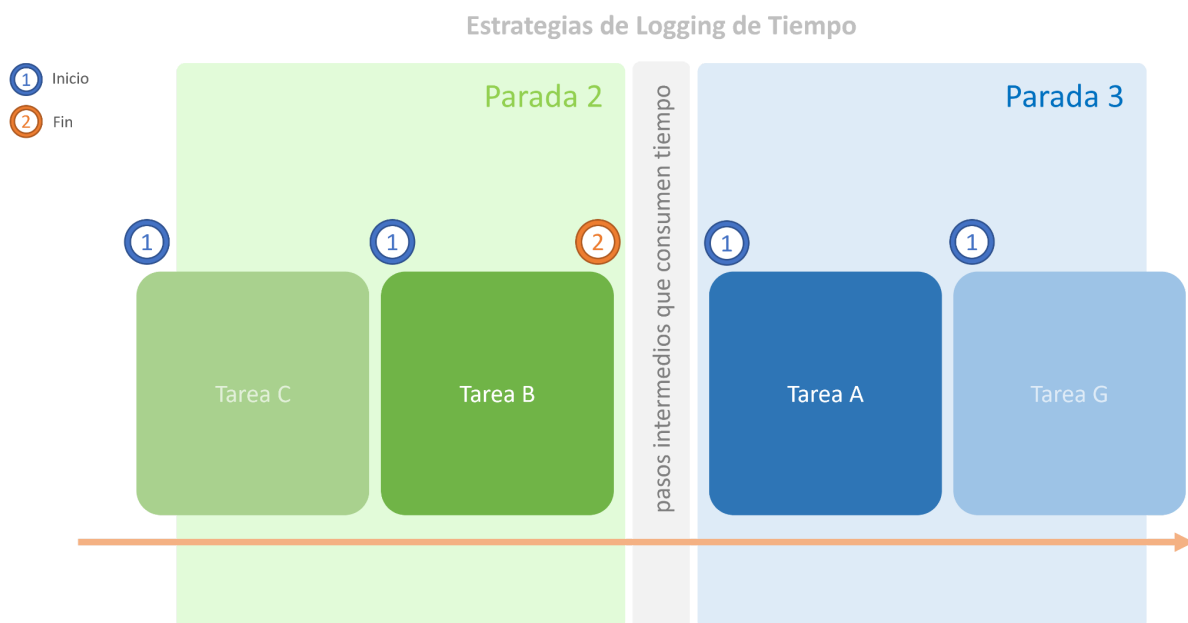 Estrategias de Logging de Tiempo
1 Inicio
2 Fin
Parada 2
pasos intermedios que consumen tiempo
Parada 3
1
1
2
1
1
Tarea C
Tarea B
Tarea A
Tarea G